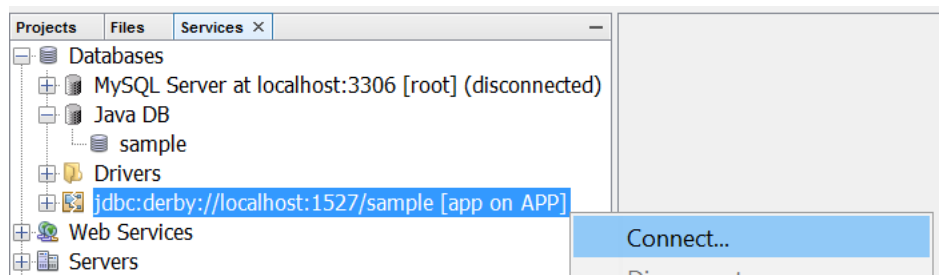 Projects Files Services ×
Databases
MySQL Server at localhost:3306 [root] (disconnected)
Java DB
sample
Drivers
jdbc:derby://localhost:1527/sample [app on APP]
Web Services
Connect...
Servers